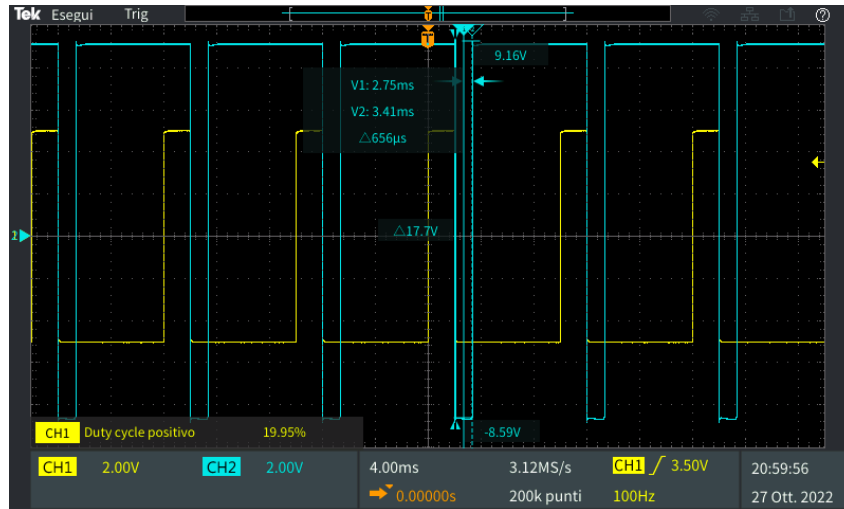 Tek Esegui Trig
T
T
9.16V
V1: 2.75ms
V2: 3.41ms
△656µs
△17.7V
-8.59V
CH1 Duty cycle positivo 19.95%
CH1 2.00V CH2 2.00V 4.00ms 3.12MS/s CH1 3.50V 20:59:56
0.00000s 200k punti 100Hz 27 Ott. 2022